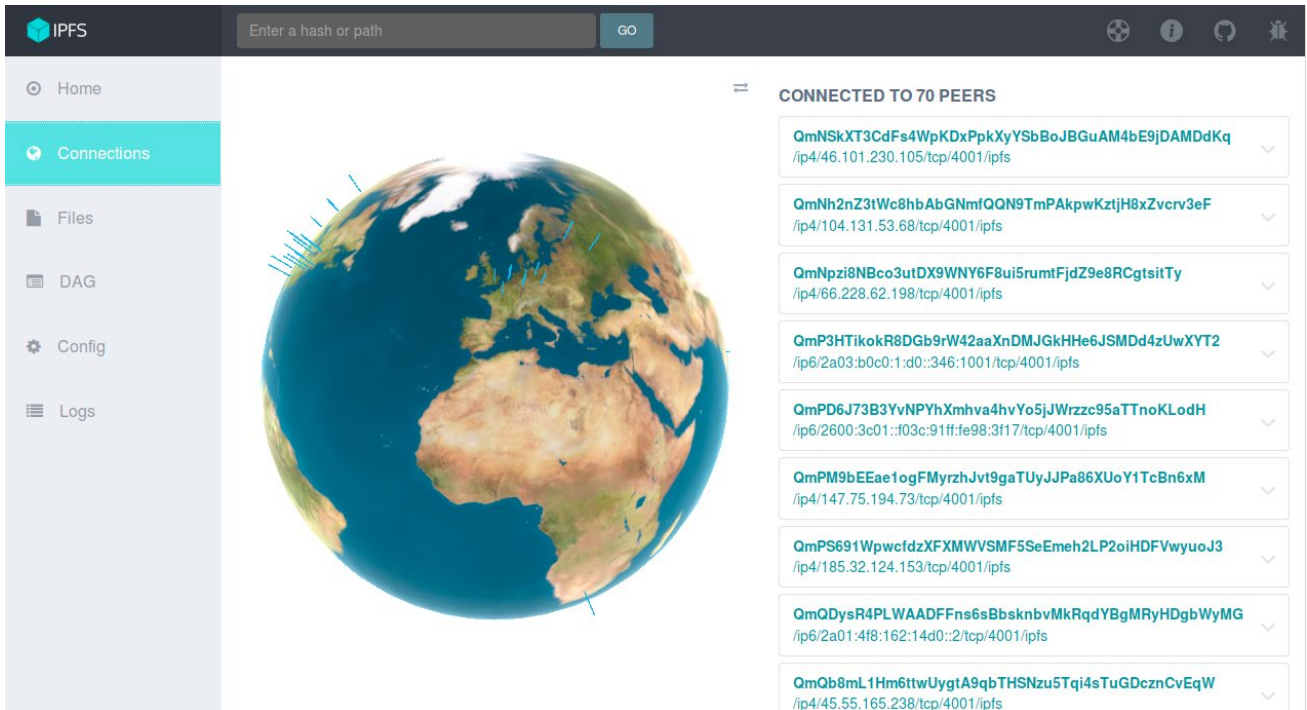 IPFS
Enter a hash or path
GO
Home
Connections
Files
DAG
Config
Logs
CONNECTED TO 70 PEERS
QmNSkXT3CdFs4WpKDxPpkXyYSbBoJBGuAM4bE9jDAMDdKq
/ip4/46.101.230.105/tcp/4001/ipfs
QmNh2nZ3tWc8hbAbGNmfQQN9TmPAkpwKztjH8xZvcrv3eF
/ip4/104.131.53.68/tcp/4001/ipfs
QmNpzi8NBco3utDX9WNY6F8ui5rumtFjdZ9e8RCgtsitTy
/ip4/66.228.62.198/tcp/4001/ipfs
QmP3HTikokR8DGb9rW42aaXnDMJGkHHe6JSMDd4zUwXYT2
/ip6/2a03:b0c0:1:d0::346:1001/tcp/4001/ipfs
QmPD6J73B3YvNPYhXmhva4hvYo5jJWrzzc95aTTnoKLodH
/ip6/2600:3c01::f03c:91ff:fe98:3f17/tcp/4001/ipfs
QmPM9bEEae1ogFMyrzhJvt9gaTUyJJPa86XUoY1TcBn6xM
/ip4/147.75.194.73/tcp/4001/ipfs
QmPS691WpwcfdzXFXMWVSMF5SeEmeh2LP2oiHDFVwyuoJ3
/ip4/185.32.124.153/tcp/4001/ipfs
QmQDysR4PLWAADFFns6sBbsknbvMkRqdYBgMRyHDgbWyMG
/ip6/2a01:4f8:162:14d0::2/tcp/4001/ipfs
QmQb8mL1Hm6ttwUygtA9qbTHSNzu5Tqi4sTuGDcznCvEqW
/ip4/45.55.165.238/tcp/4001/ipfs